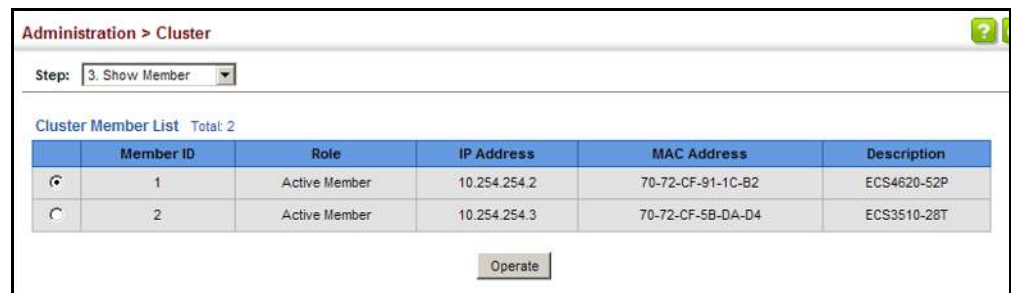 Administration > Cluster
?
Step: 3. Show Member
Cluster Member List Total: 2
Member ID Role IP Address MAC Address Description
1 Active Member 10.254.254.2 70-72-CF-91-1C-B2 ECS4620-52P
2 Active Member 10.254.254.3 70-72-CF-5B-DA-D4 ECS3510-28T
Operate